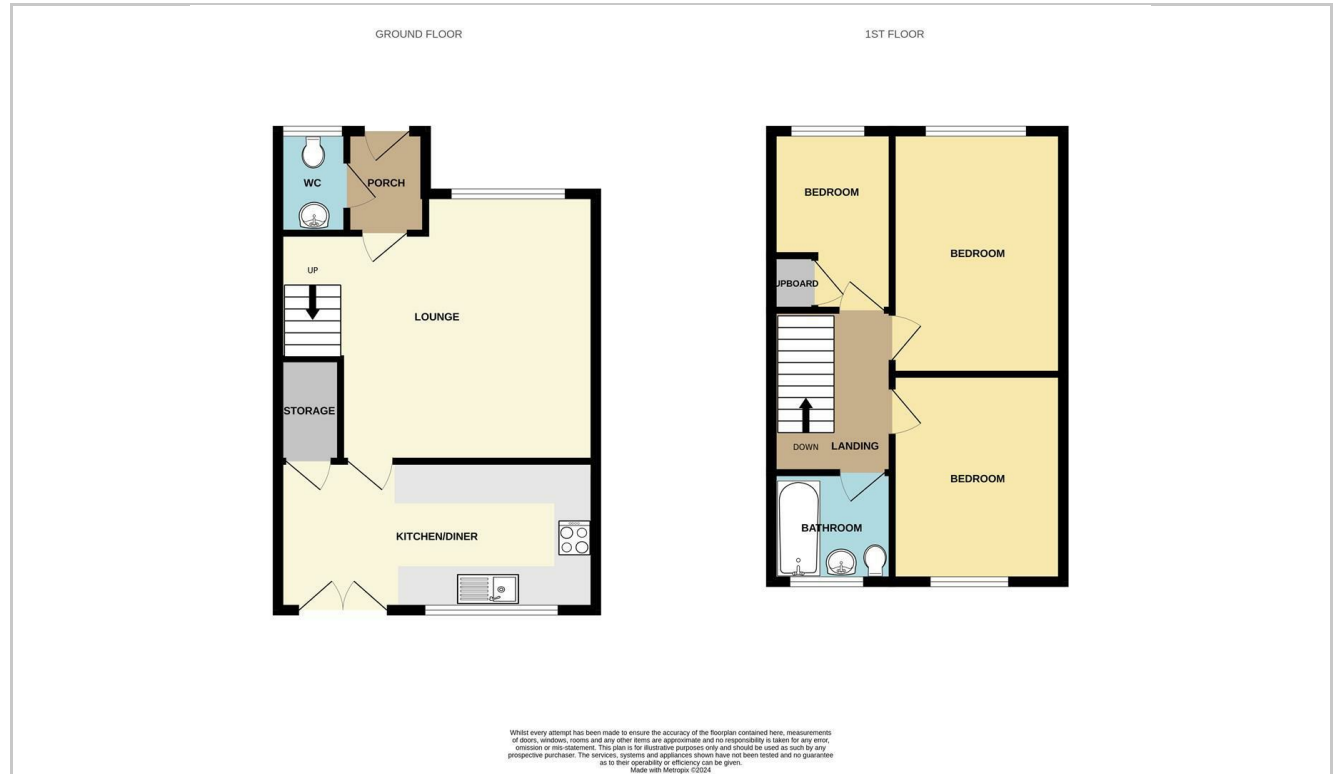 GROUND FLOOR
1ST FLOOR
WC
PORCH
UP
LOUNGE
STORAGE
KITCHEN/DINER
BEDROOM
BEDROOM
UPBOARD
DOWN
LANDING
BEDROOM
BATHROOM
Whilst every attempt has been made to ensure the accuracy of the floorplan contained here, measurements
of doors, windows, rooms and any other items are approximate and no responsibility is taken for any error,
omission or mis-statement. This plan is for illustrative purposes only and should be used as such by any
prospective purchaser. The services, systems and appliances shown have not been tested and no guarantee
as to their operability or efficiency can be given.
Made with Metropix ©2024